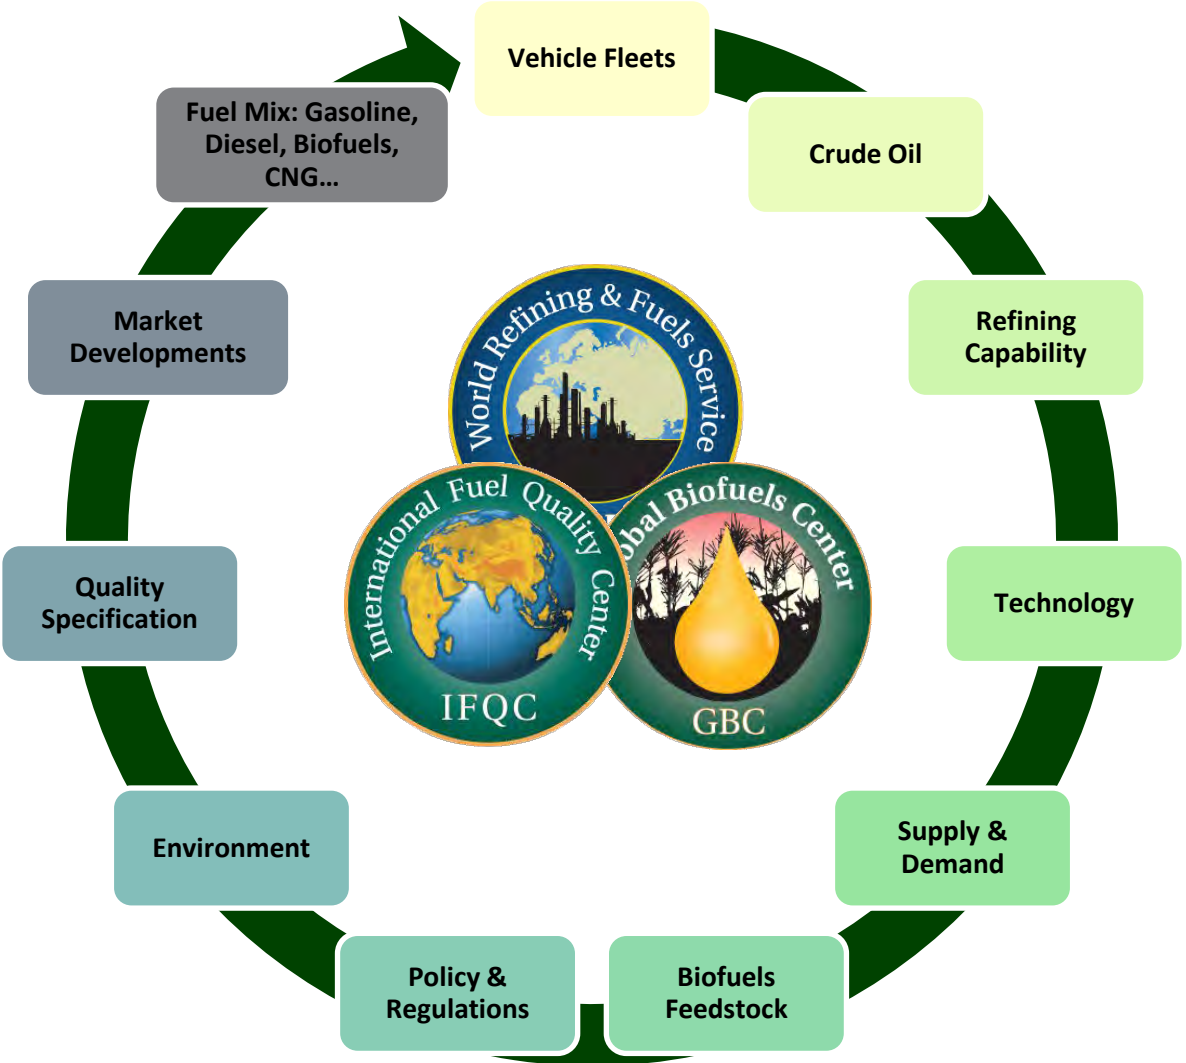 Vehicle Fleets
Crude Oil
Refining
Capability
Technology
Supply &
Demand
Biofuels
Feedstock
Policy &
Regulations
Environment
Quality
Specification
Market
Developments
Fuel Mix: Gasoline,
Diesel, Biofuels,
CNG...
World Refining & Fuels Service
International Fuel Quality Center
IFQC
obal Biofuels Center
GBC